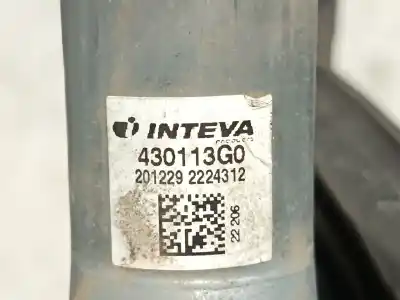 INTEVA
PRODUCTS
430113G0
201229 2224312
22 206